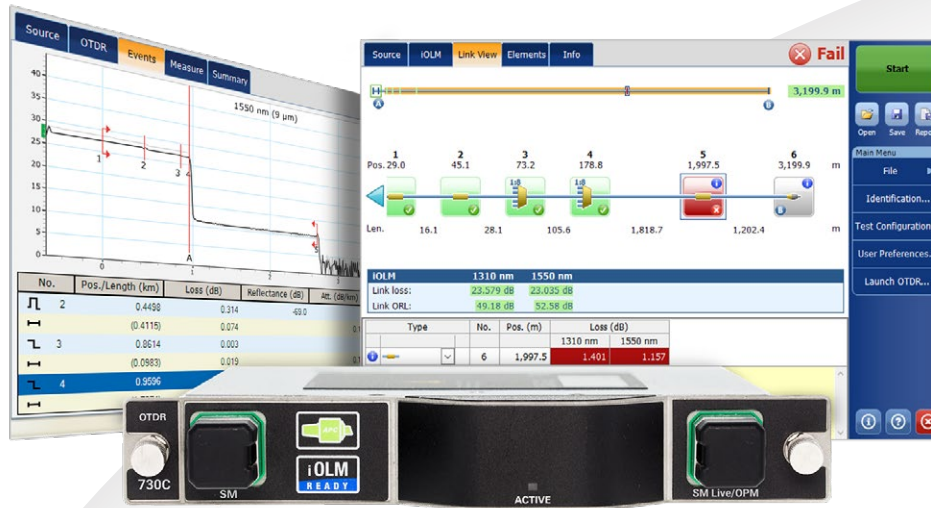 Source OTDR Events Measure Summary
40
35
30
25
20
15
10
5
0
1550 nm (9 µm)
1 2 3 4 5
A
0 1 2
No. Pos./Length (km) Loss (dB) Reflectance (dB) Att. (dB/km)
2 0.4498 0.314 -69.0
(0.4115) 0.074
3 0.8614 0.003
(0.0983) 0.019
4 0.9596
Source iOLM Link View Elements Info Fail
3,199.9 m
A B
1 2 3 4 5 6
Pos. 29.0 45.1 73.2 178.8 1,997.5 3,199.9 m
1:8 1:8
B
Len. 16.1 28.1 105.6 1,818.7 1,202.4 m
iOLM 1310 nm 1550 nm
Link loss: 23.579 dB 23.035 dB
Link ORL: 49.18 dB 52.58 dB
Type No. Pos. (m) Loss (dB)
1310 nm 1550 nm
6 1,997.5 1.401 1.157
Start
Open Save
Main Menu
File
Identification...
Test Configuration
User Preferences..
Launch OTDR...
OTDR
730C
SM
APC
iOLM
READY
ACTIVE
SM Live/OPM